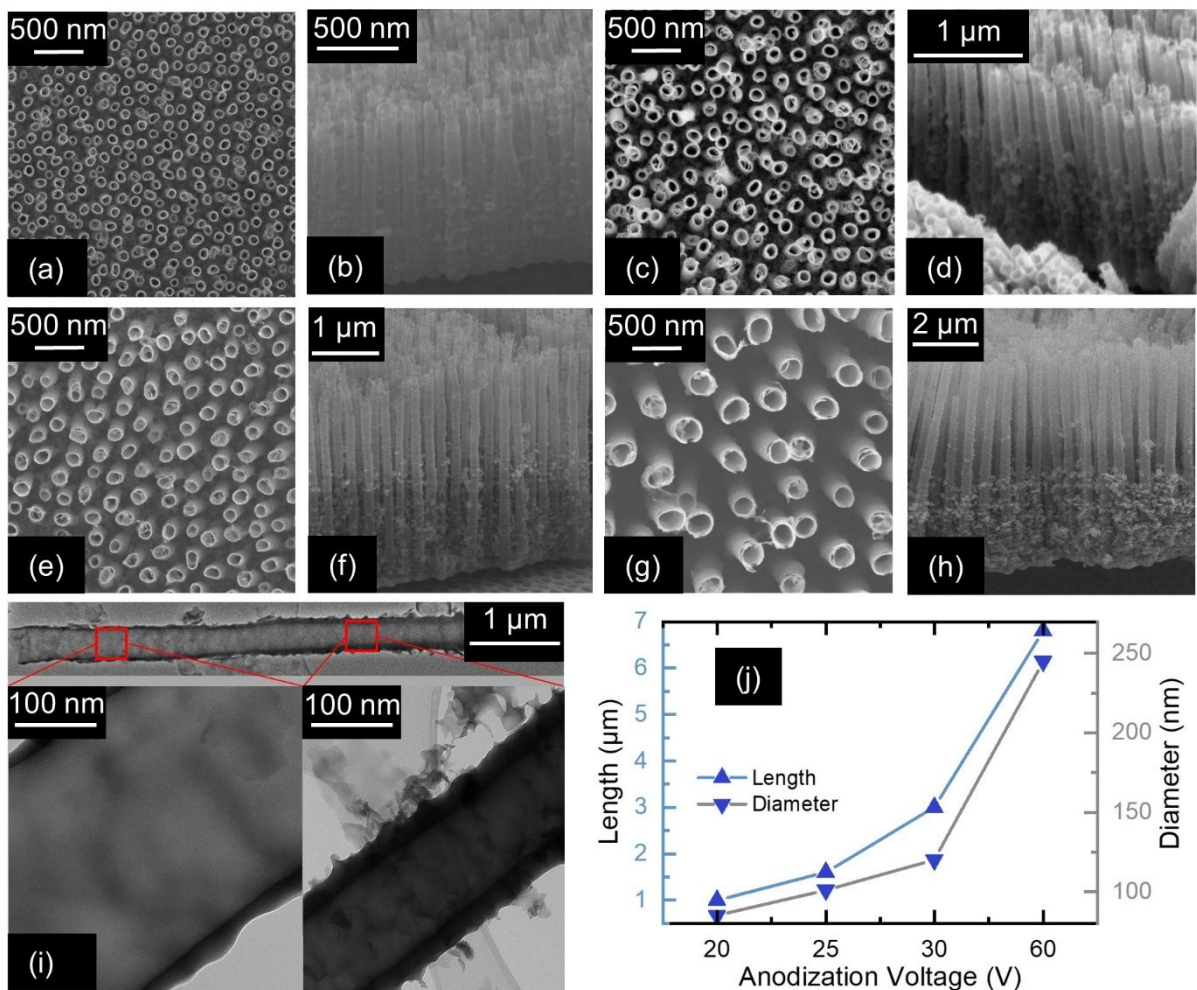 500 nm
500 nm
500 nm
1 µm
(a)
(b)
(c)
(d)
500 nm
1 µm
500 nm
2 µm
(e)
(f)
(g)
(h)
1 µm
100 nm
100 nm
(i)
(j)
7
6
5
4
3
2
1
Length (µm)
Length
Diameter
250
200
150
100
Diameter (nm)
20
25
30
60
Anodization Voltage (V)